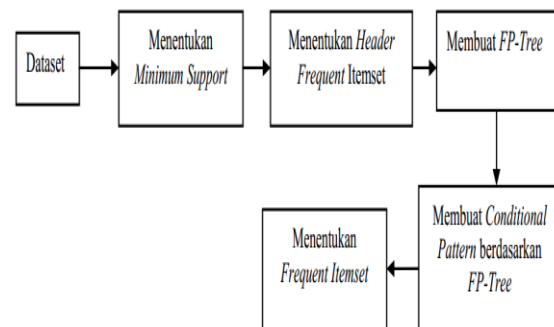 Dataset
Menentukan
Minimum Support
Menentukan Header
Frequent Itemset
Membuat FP-Tree
Membuat Conditional
Pattern berdasarkan
FP-Tree
Menentukan
Frequent Itemset